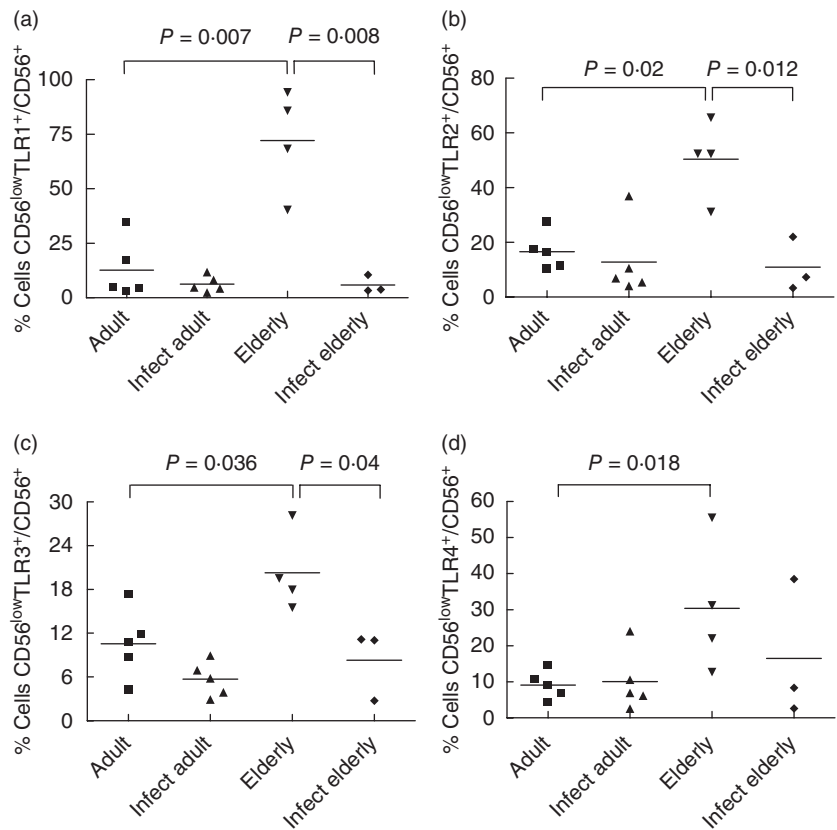 (a)
P = 0·007
P = 0·008
% Cells CD56lowTLR1+/CD56+
100
75
50
25
0
Adult
Infect adult
Elderly
Infect elderly
(b)
P = 0·02
P = 0·012
% Cells CD56lowTLR2+/CD56+
80
60
40
20
0
Adult
Infect adult
Elderly
Infect elderly
(c)
P = 0·036
P = 0·04
% Cells CD56lowTLR3+/CD56+
30
24
18
12
6
0
Adult
Infect adult
Elderly
Infect elderly
(d)
P = 0·018
% Cells CD56lowTLR4+/CD56+
60
50
40
30
20
10
0
Adult
Infect adult
Elderly
Infect elderly